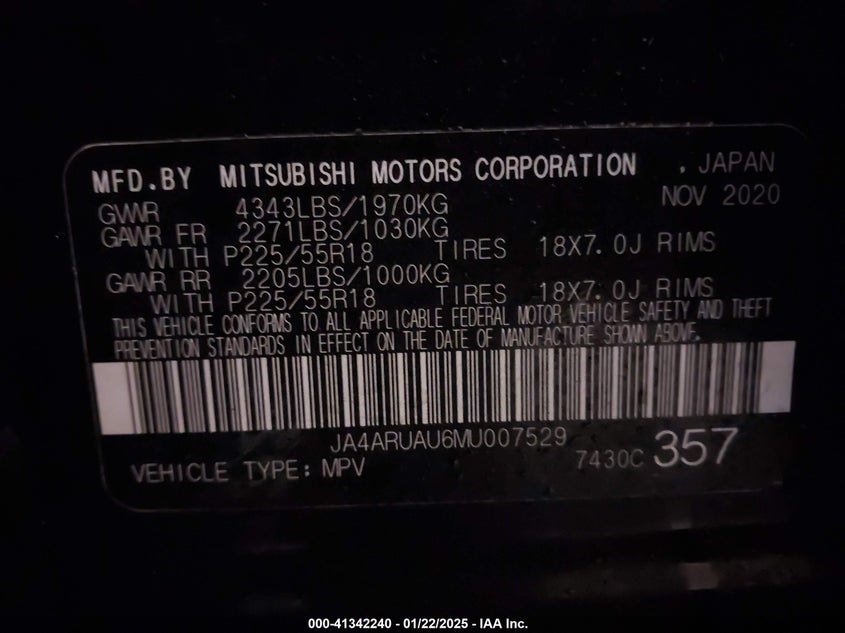 MFD.BY MITSUBISHI MOTORS CORPORATION , JAPAN
NOV 2020
GVWR 4343LBS/1970KG
GAWR FR 2271LBS/1030KG
WITH P225/55R18 TIRES 18X7.0J RIMS
GAWR RR 2205LBS/1000KG
WITH P225/55R18 TIRES 18X7.0J RIMS
THIS VEHICLE CONFORMS TO ALL APPLICABLE FEDERAL MOTOR VEHICLE SAFETY AND THEFT
PREVENTION STANDARDS IN EFFECT ON THE DATE OF MANUFACTURE SHOWN ABOVE.
JA4ARUAU6MU007529
VEHICLE TYPE: MPV 7430C 357
000-41342240 - 01/22/2025 - IAA Inc.